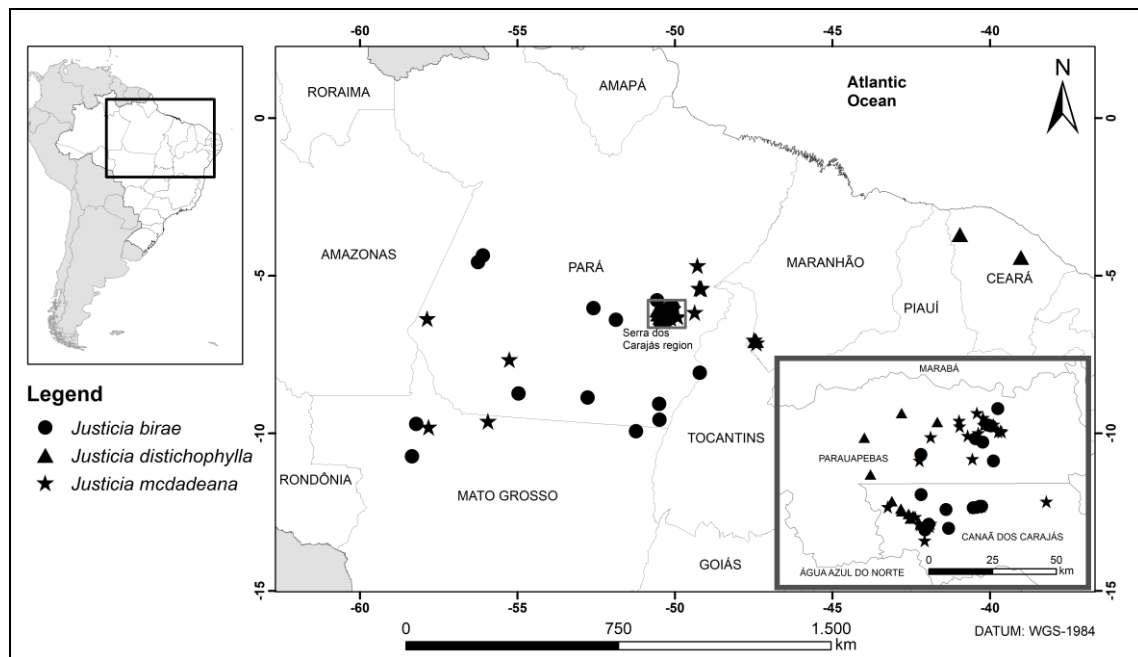 -60 -55 -50 -45 -40
Atlantic
Ocean
N
RORAIMA
AMAPÁ
0 0
AMAZONAS
PARÁ
MARANHÃO
CEARÁ
PIAUÍ
-5 -5
Serra dos
Carajás region
Legend
Justicia birae
Justicia distichophylla
Justicia mcdadeana
TOCANTINS
RONDÔNIA
MATO GROSSO
GOIÁS
-10 -10
MARABÁ
PARAUAPEBAS
CANAÃ DOS CARAJÁS
ÁGUA AZUL DO NORTE
0 25 50
km
-15 -15
-60 -55 -50 -45 -40
0 750 1.500
km
DATUM: WGS-1984